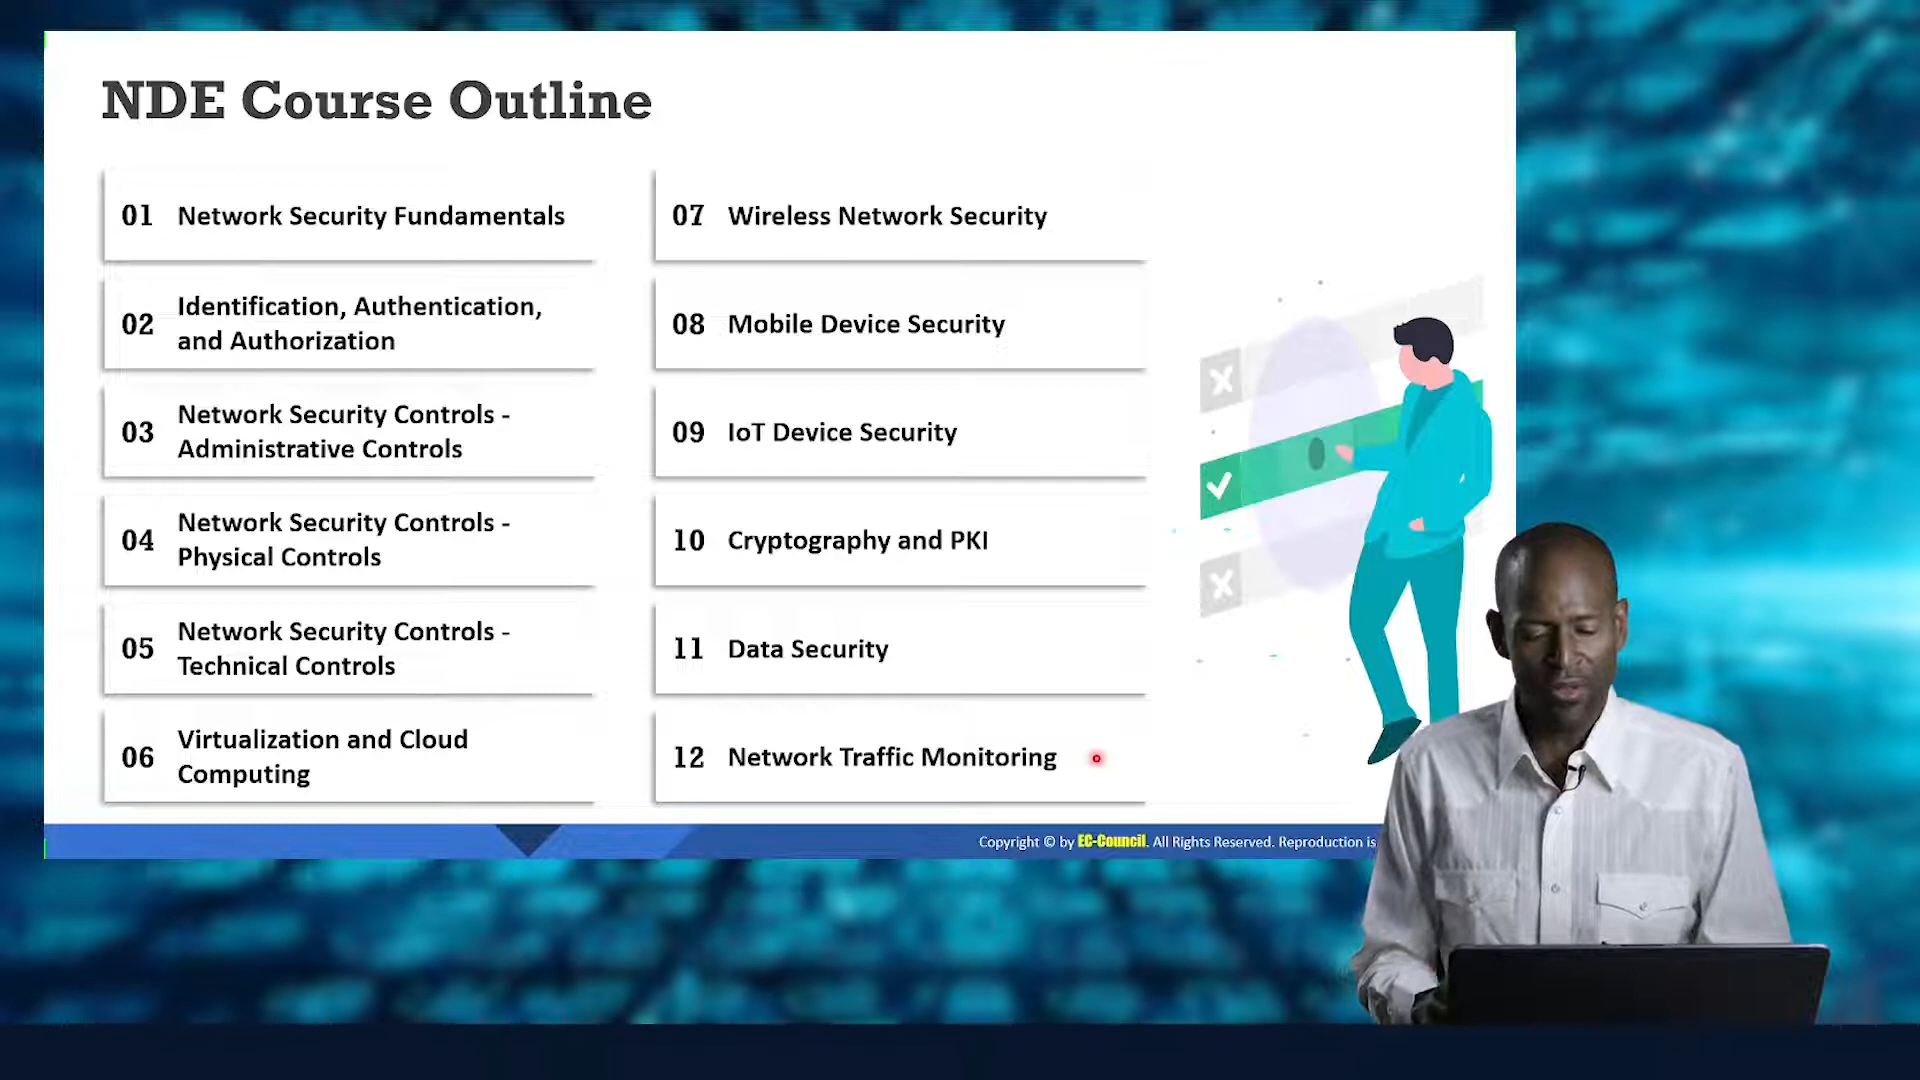 NDE Course Outline
01 Network Security Fundamentals
02 Identification, Authentication,
and Authorization
03 Network Security Controls -
Administrative Controls
04 Network Security Controls -
Physical Controls
05 Network Security Controls -
Technical Controls
06 Virtualization and Cloud
Computing
07 Wireless Network Security
08 Mobile Device Security
09 IoT Device Security
10 Cryptography and PKI
11 Data Security
12 Network Traffic Monitoring
Copyright © by EC-Council. All Rights Reserved. Reproduction is